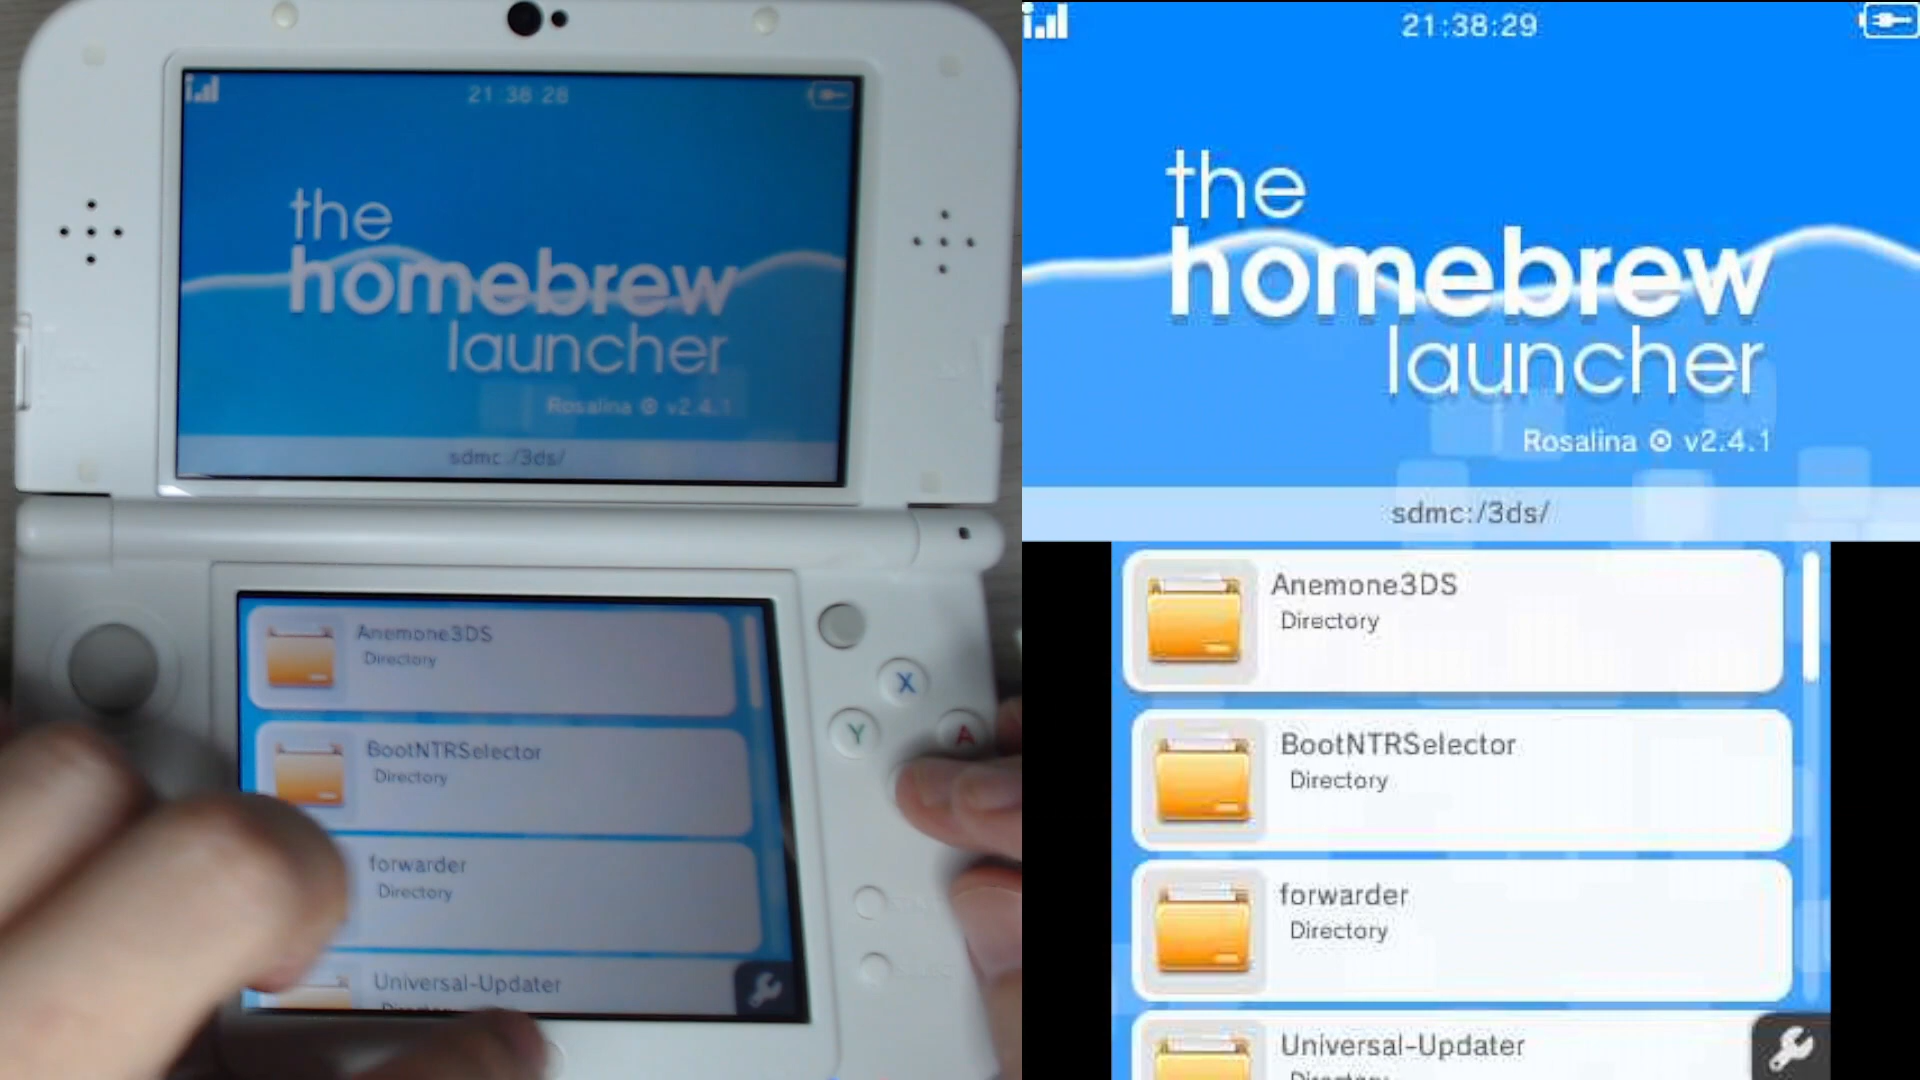 21:38:28
the
homebrew
launcher
Rosalina v2.4.1
sdmc:/3ds/
Anemone3DS
Directory
BootNTRSelector
Directory
forwarder
Directory
Universal-Updater
Directory
X
Y
A
21:38:29
the
homebrew
launcher
Rosalina v2.4.1
sdmc:/3ds/
Anemone3DS
Directory
BootNTRSelector
Directory
forwarder
Directory
Universal-Updater
Directory